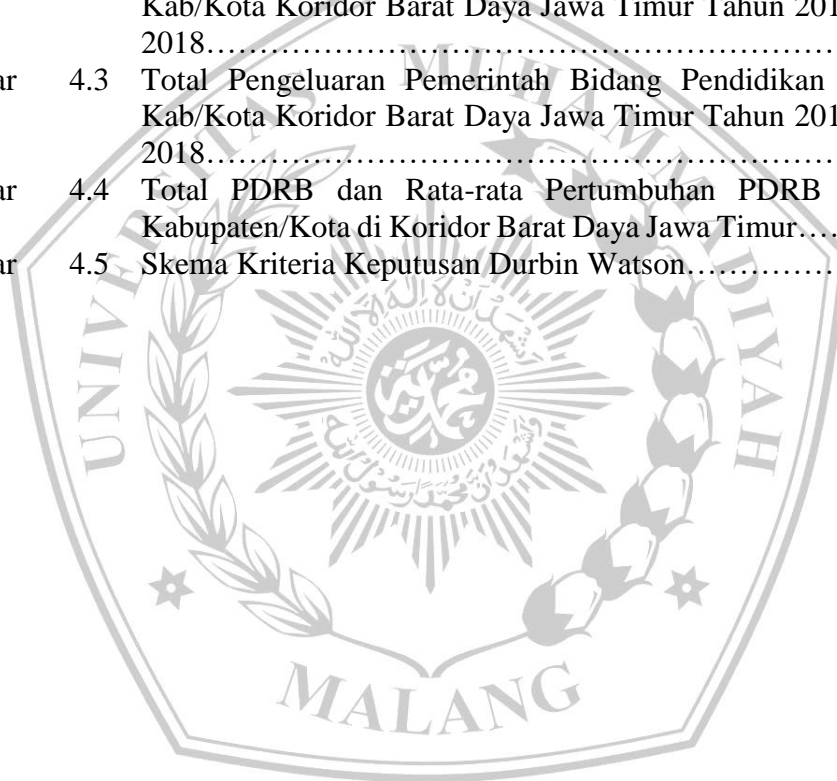 Kab/Kota Koridor Barat Daya Jawa Timur Tahun 201
2018……………………………………………………
ar 4.3 Total Pengeluaran Pemerintah Bidang Pendidikan
Kab/Kota Koridor Barat Daya Jawa Timur Tahun 201
2018……………………………………………………
ar 4.4 Total PDRB dan Rata-rata Pertumbuhan PDRB
Kabupaten/Kota di Koridor Barat Daya Jawa Timur…..
ar 4.5 Skema Kriteria Keputusan Durbin Watson……………
UNIVERSITAS MUHAMMADIYAH
MALANG